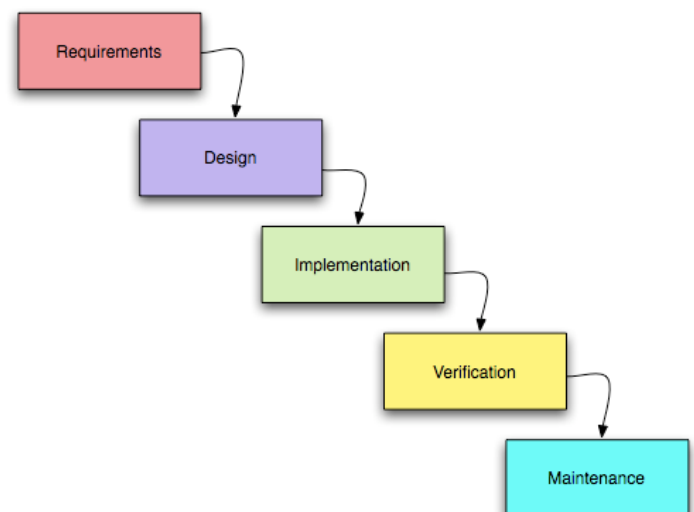 Requirements
Design
Implementation
Verification
Maintenance